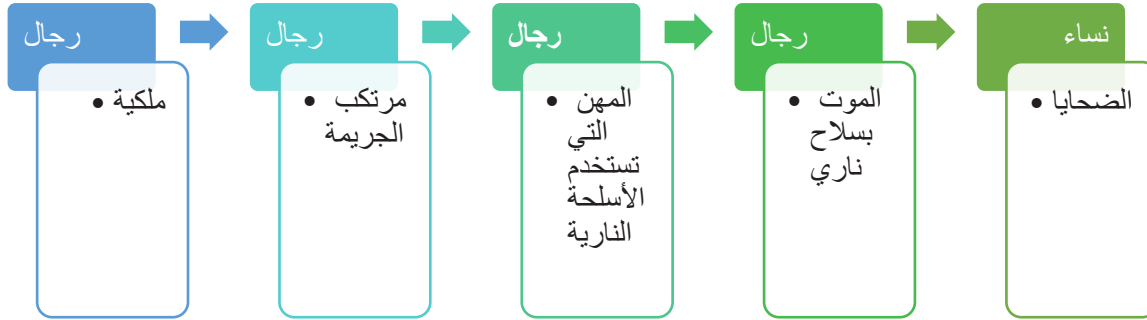 رجال
• ملكية
رجال
• مرتكب
الجريمة
رجال
• المهن
التي
تستخدم
الأسلحة
النارية
رجال
• الموت
بسلاح
ناري
نساء
• الضحايا